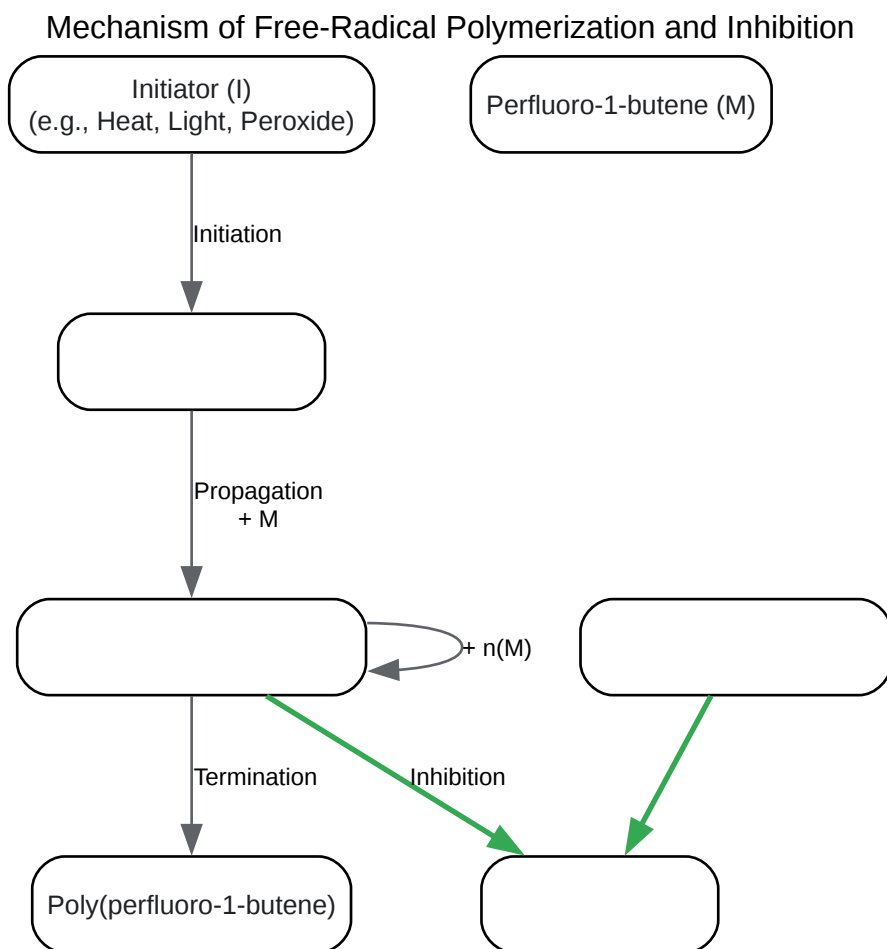 Mechanism of Free-Radical Polymerization and Inhibition
Initiator (I)
(e.g., Heat, Light, Peroxide)
Perfluoro-1-butene (M)
Initiation
Propagation
+ M
+ n(M)
Termination
Inhibition
Poly(perfluoro-1-butene)